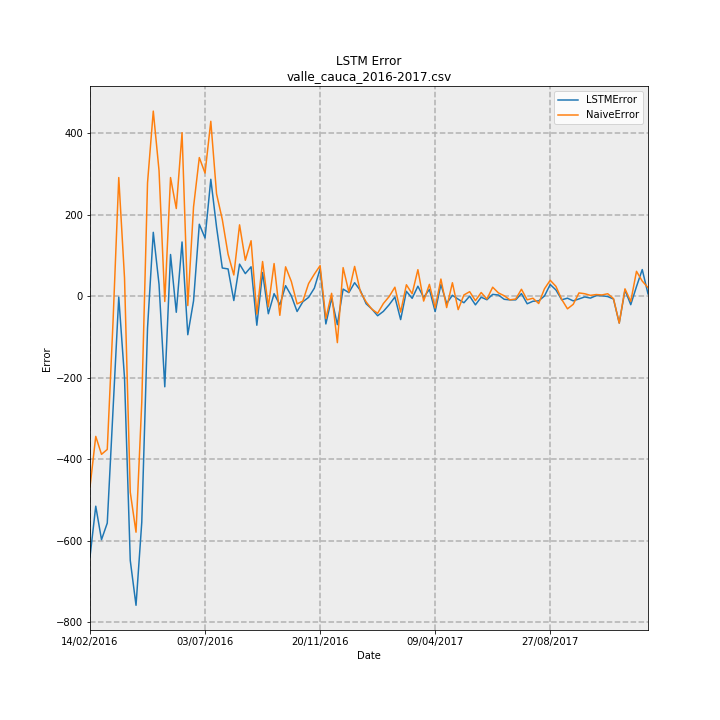 LSTM Error
valle_cauca_2016-2017.csv
LSTMError
NaiveError
400
200
0
−200
−400
−600
−800
Error
14/02/2016
03/07/2016
20/11/2016
09/04/2017
27/08/2017
Date